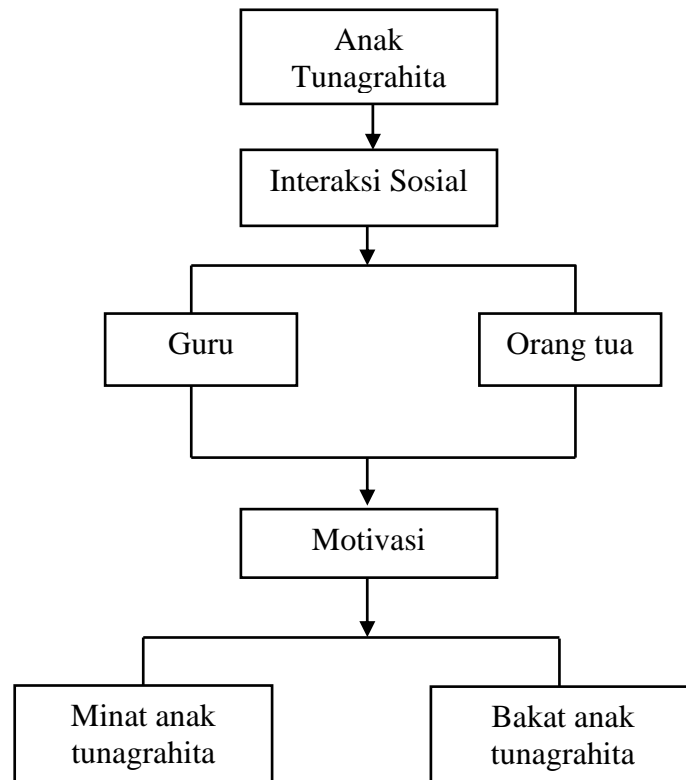 Anak
Tunagrahita
Interaksi Sosial
Guru
Orang tua
Motivasi
Minat anak
tunagrahita
Bakat anak
tunagrahita